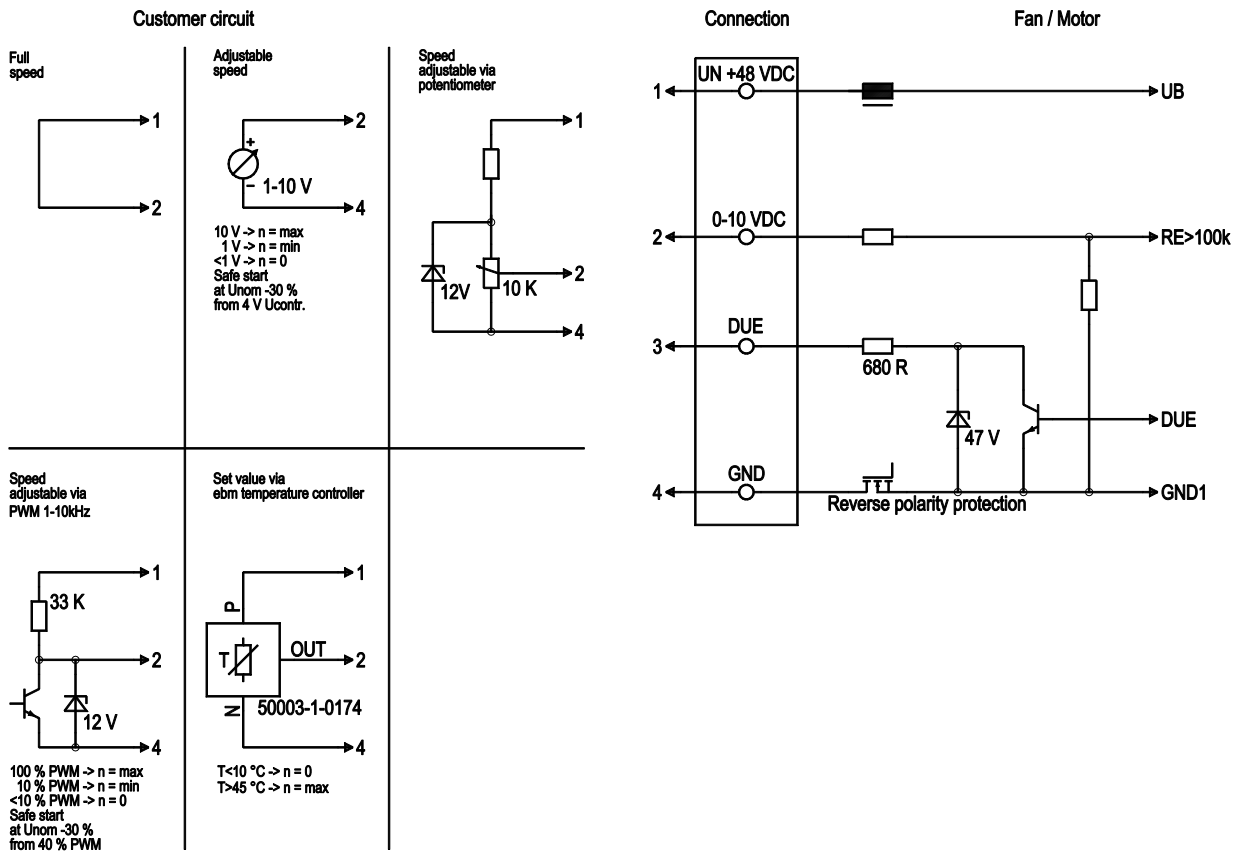 Customer circuit
Full
speed
1
2
Adjustable
speed
2
+
1-10 V
−
4
10 V -> n = max
1 V -> n = min
<1 V -> n = 0
Safe start
at Unom -30 %
from 4 V Ucontr.
Speed
adjustable via
potentiometer
1
2
12V
10 K
4
Speed
adjustable via
PWM 1-10kHz
1
33 K
2
12 V
4
100 % PWM -> n = max
10 % PWM -> n = min
<10 % PWM -> n = 0
Safe start
at Unom -30 %
from 40 % PWM
Set value via
ebm temperature controller
1
P
T
OUT
2
N
50003-1-0174
4
T<10 °C -> n = 0
T>45 °C -> n = max
Connection
Fan / Motor
UN +48 VDC
1
UB
0-10 VDC
2
RE>100k
DUE
3
680 R
47 V
DUE
GND
4
GND1
Reverse polarity protection